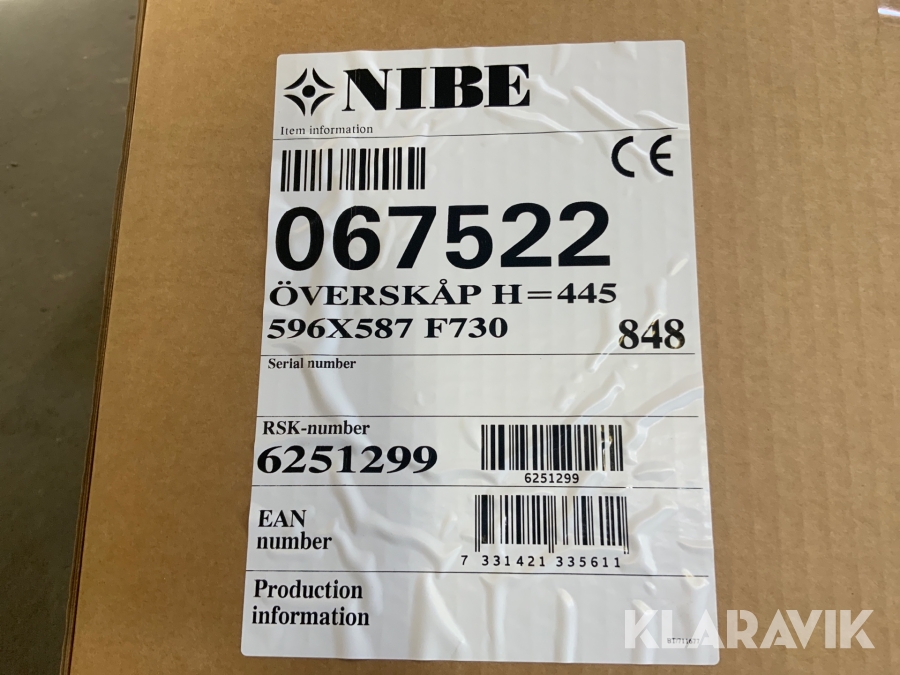 NIBE
Item information
CE
067522
ÖVERSKÅP H=445
596X587 F730
848
Serial number
RSK-number
6251299
6251299
EAN
number
7 331421 335611
Production
information
KLARAVIK